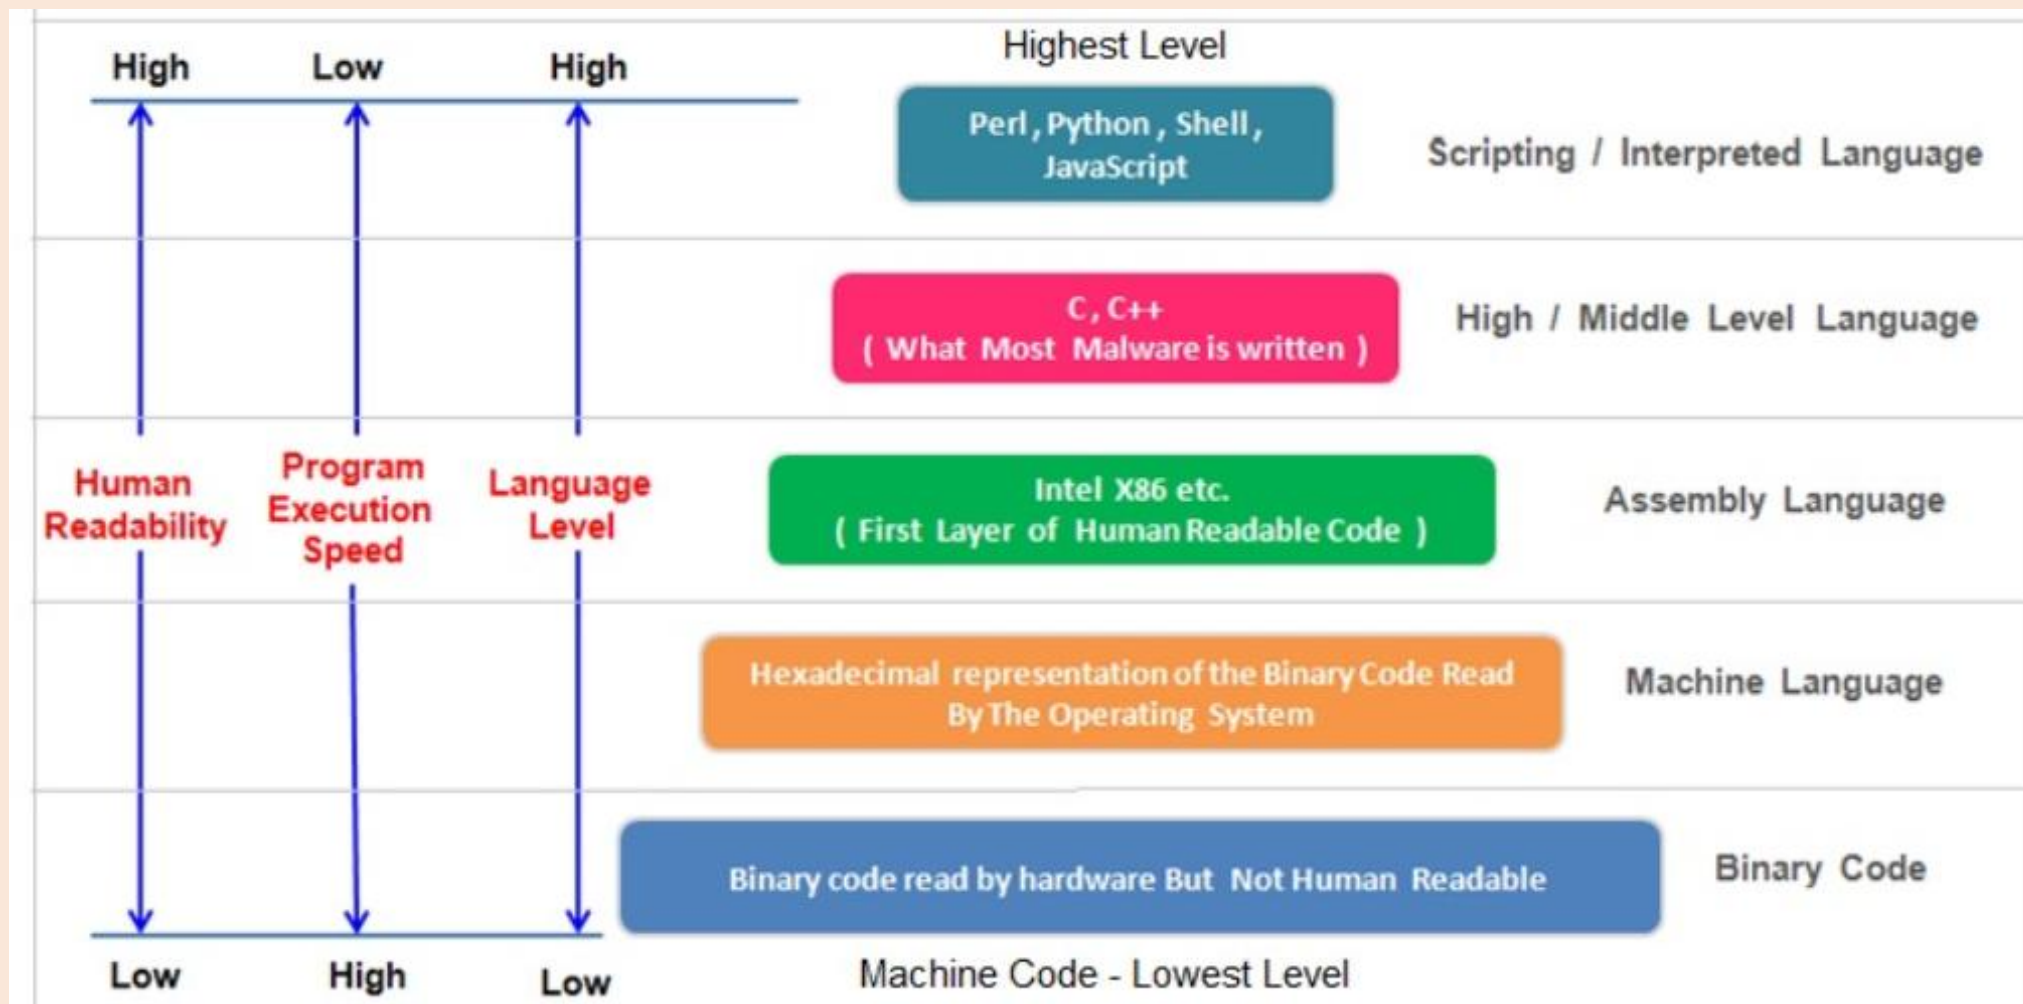 Highest Level
High Low High
Perl , Python , Shell ,
JavaScript
Scripting / Interpreted Language
C , C++
( What Most Malware is written )
High / Middle Level Language
Human
Readability
Program
Execution
Speed
Language
Level
Intel X86 etc.
( First Layer of Human Readable Code )
Assembly Language
Hexadecimal representation of the Binary Code Read
By The Operating System
Machine Language
Binary code read by hardware But Not Human Readable
Binary Code
Low High Low
Machine Code - Lowest Level